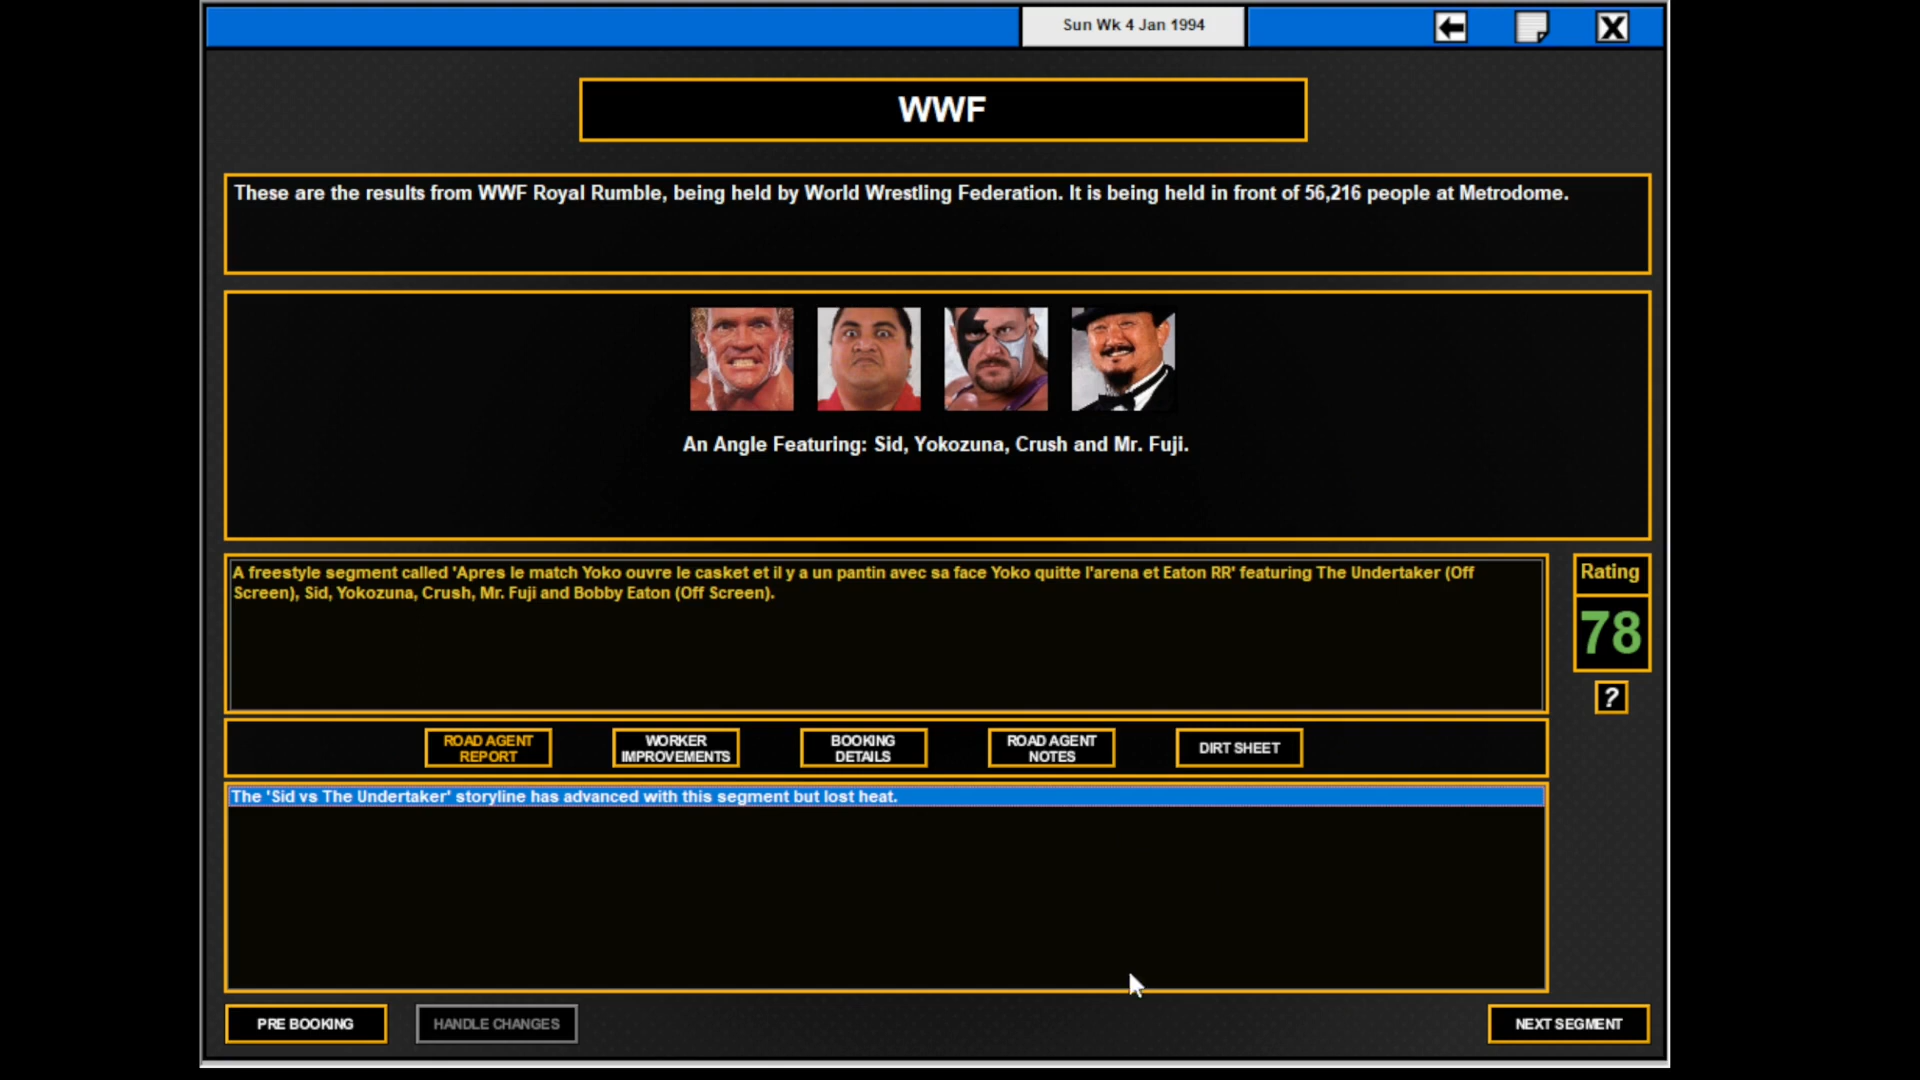 Sun Wk 4 Jan 1994
WWF
These are the results from WWF Royal Rumble, being held by World Wrestling Federation. It is being held in front of 56,216 people at Metrodome.
An Angle Featuring: Sid, Yokozuna, Crush and Mr. Fuji.
A freestyle segment called 'Apres le match Yoko ouvre le casket et il y a un pantin avec sa face Yoko quitte l'arena et Eaton RR' featuring The Undertaker (Off
Screen), Sid, Yokozuna, Crush, Mr. Fuji and Bobby Eaton (Off Screen).
Rating
78
?
ROAD AGENT
REPORT
WORKER
IMPROVEMENTS
BOOKING
DETAILS
ROAD AGENT
NOTES
DIRT SHEET
The 'Sid vs The Undertaker' storyline has advanced with this segment but lost heat.
PRE BOOKING
HANDLE CHANGES
NEXT SEGMENT